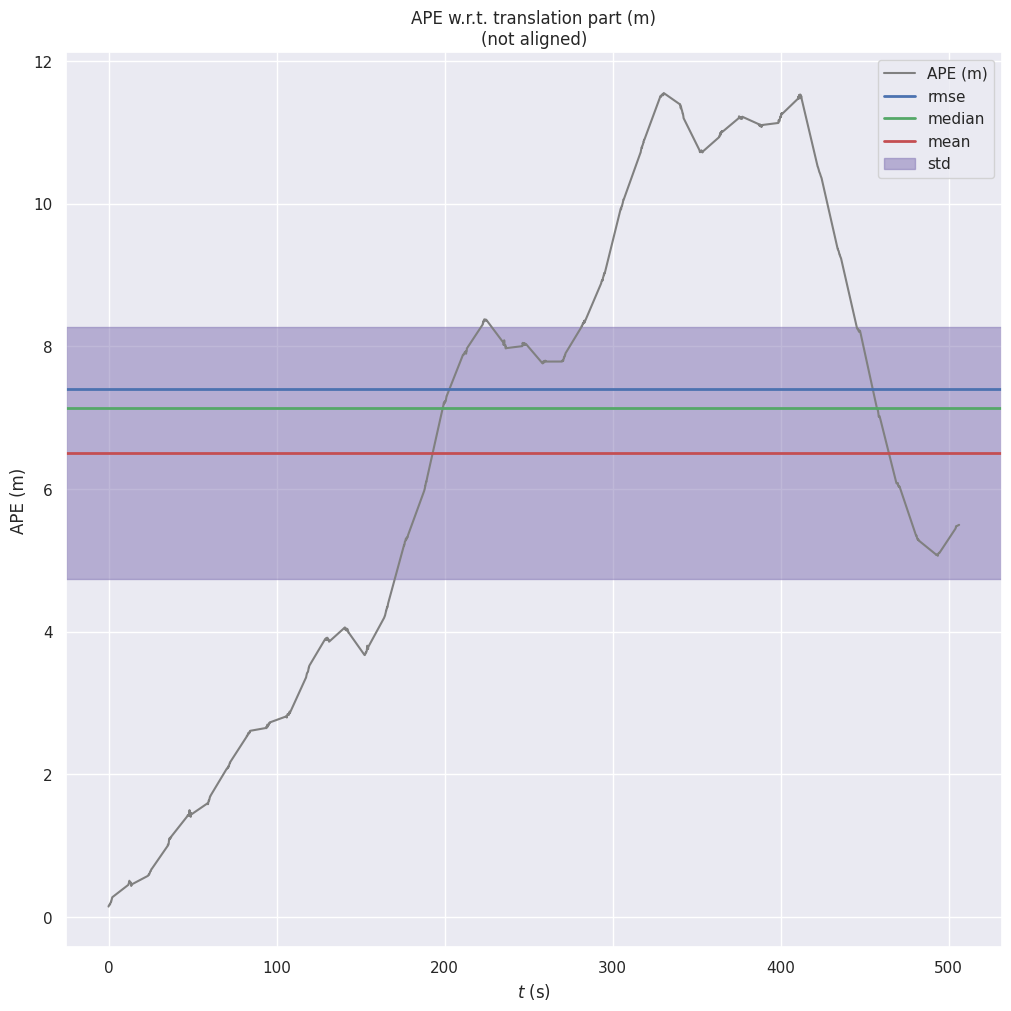 APE w.r.t. translation part (m)
(not aligned)
APE (m)
rmse
median
mean
std
APE (m)
12
10
8
6
4
2
0
0 100 200 300 400 500
t (s)